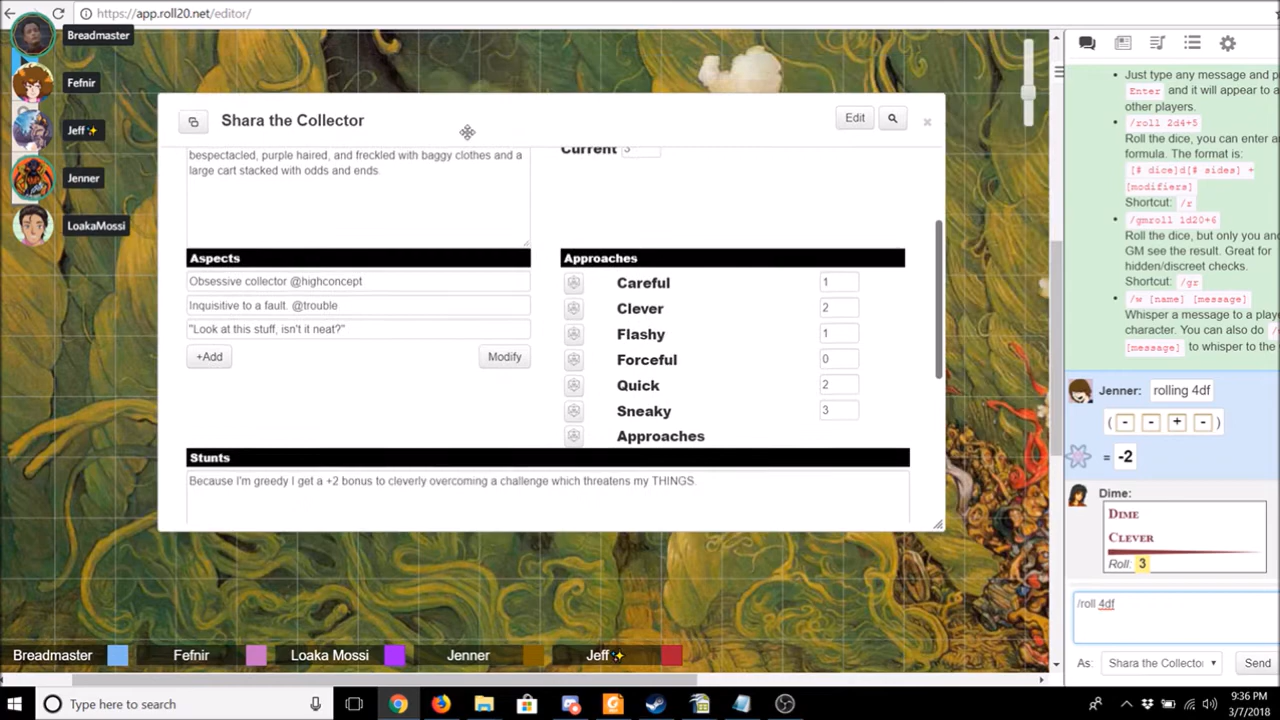 https://app.roll20.net/editor/
Breadmaster
Fefnir
Jeff✨
Jenner
LoakaMossi
Shara the Collector
Edit
bespectacled, purple haired, and freckled with baggy clothes and a
large cart stacked with odds and ends.
Current
Aspects
Obsessive collector @highconcept
Inquisitive to a fault. @trouble
"Look at this stuff, isn't it neat?"
+Add
Modify
Approaches
Careful 1
Clever 2
Flashy 1
Forceful 0
Quick 2
Sneaky 3
Approaches
Stunts
Because I'm greedy I get a +2 bonus to cleverly overcoming a challenge which threatens my THINGS.
Just type any message and p
Enter and it will appear to a
other players.
/roll 2d4+5
Roll the dice, you can enter a
formula. The format is:
[# dice]d[# sides] +
[modifiers]
Shortcut: /r
/gmroll 1d20+6
Roll the dice, but only you an
GM see the result. Great for
hidden/discreet checks.
Shortcut: /gr
/w [name] [message]
Whisper a message to a playe
character. You can also do /
[message] to whisper to the
Jenner: rolling 4df
( - - + - )
= -2
Dime:
DIME
CLEVER
Roll: 3
/roll 4df
As: Shara the Collector
Send
Breadmaster
Fefnir
Loaka Mossi
Jenner
Jeff✨
Type here to search
9:36 PM
3/7/2018